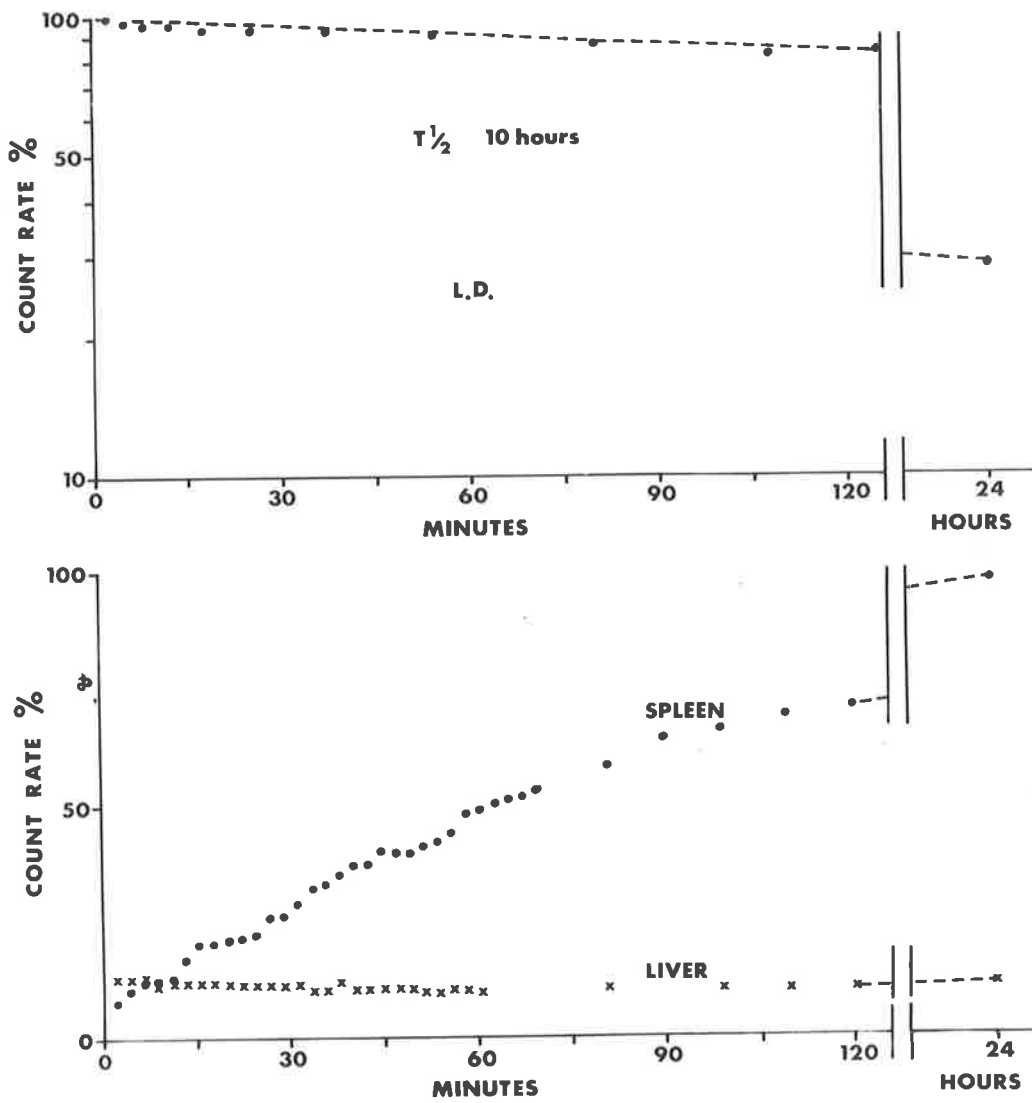 100
50
10
COUNT RATE %
T ½ 10 hours
L.D.
0 30 60 90 120 24
MINUTES HOURS
100
50
0
COUNT RATE %
SPLEEN
LIVER
0 30 60 90 120 24
MINUTES HOURS